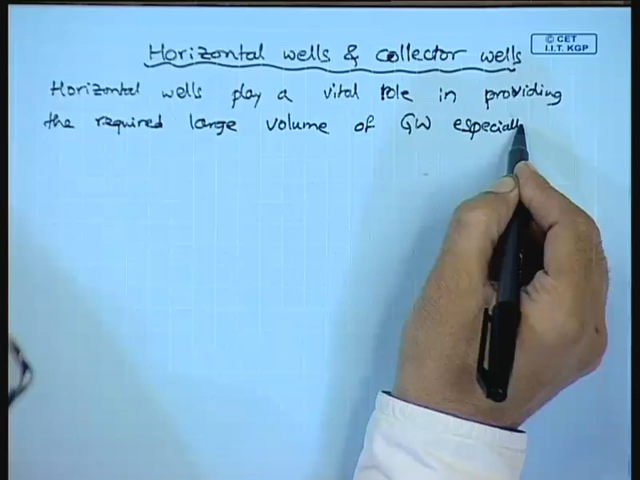 Horizontal wells & collector wells
© CET
I.I.T. KGP
Horizontal wells play a vital role in providing
the required large volume of GW especiall